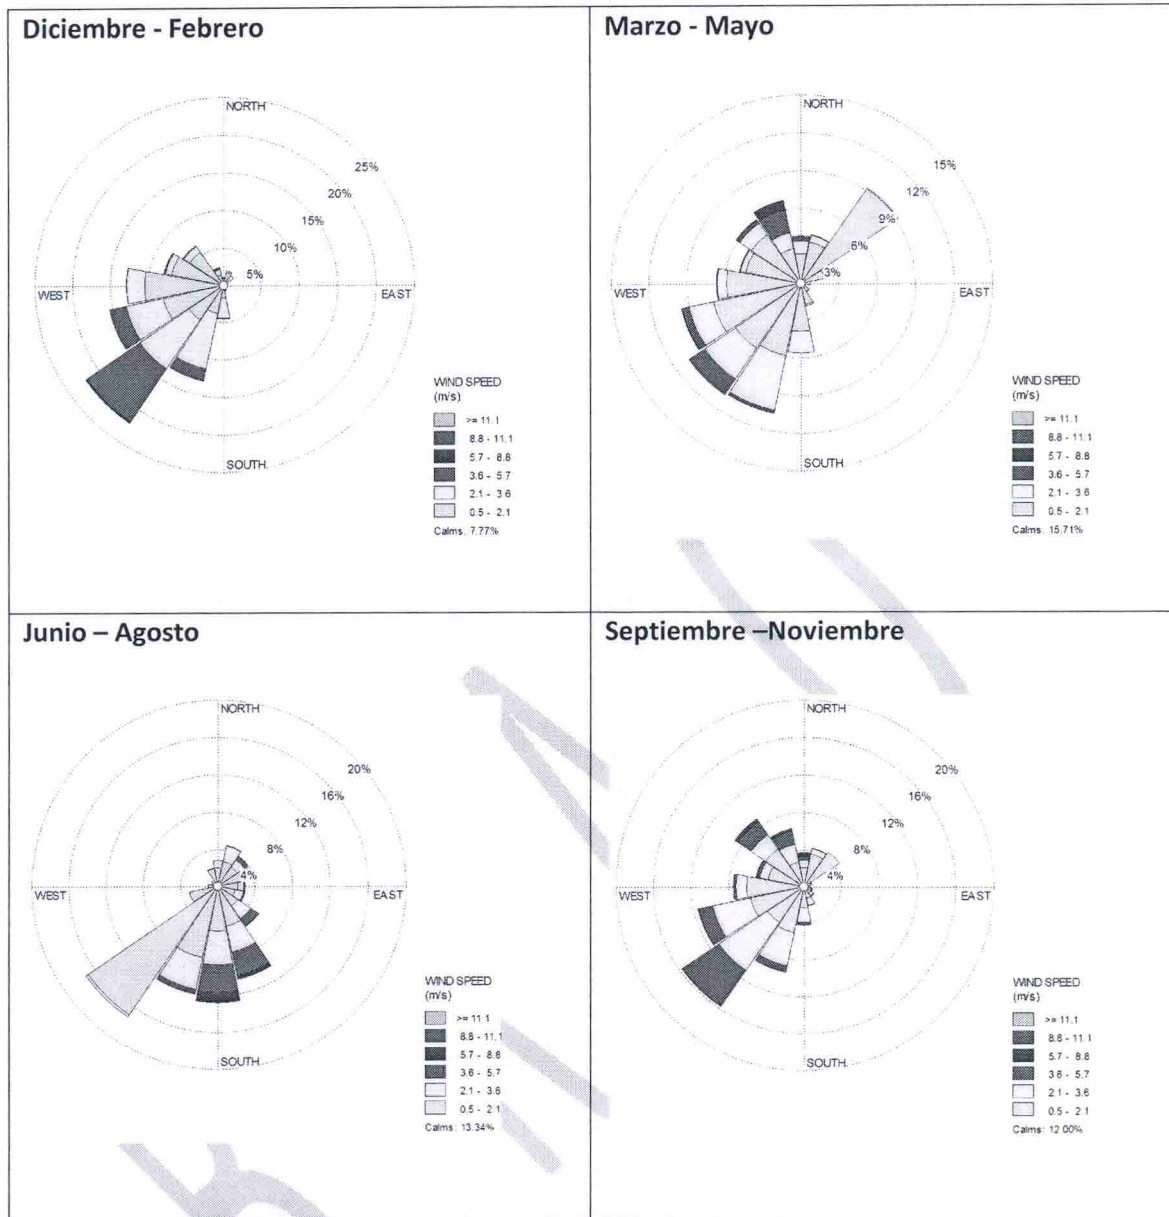 Diciembre - Febrero
NORTH
25%
20%
15%
10%
5%
WEST
EAST
SOUTH
WIND SPEED
(m/s)
>= 11.1
8.8 - 11.1
5.7 - 8.8
3.6 - 5.7
2.1 - 3.6
0.5 - 2.1
Calms: 7.77%
Marzo - Mayo
NORTH
15%
12%
9%
6%
3%
WEST
EAST
SOUTH
WIND SPEED
(m/s)
>= 11.1
8.8 - 11.1
5.7 - 8.8
3.6 - 5.7
2.1 - 3.6
0.5 - 2.1
Calms: 15.71%
Junio – Agosto
NORTH
20%
16%
12%
8%
4%
WEST
EAST
SOUTH
WIND SPEED
(m/s)
>= 11.1
8.8 - 11.1
5.7 - 8.8
3.6 - 5.7
2.1 - 3.6
0.5 - 2.1
Calms: 13.34%
Septiembre –Noviembre
NORTH
20%
16%
12%
8%
4%
WEST
EAST
SOUTH
WIND SPEED
(m/s)
>= 11.1
8.8 - 11.1
5.7 - 8.8
3.6 - 5.7
2.1 - 3.6
0.5 - 2.1
Calms: 12.00%